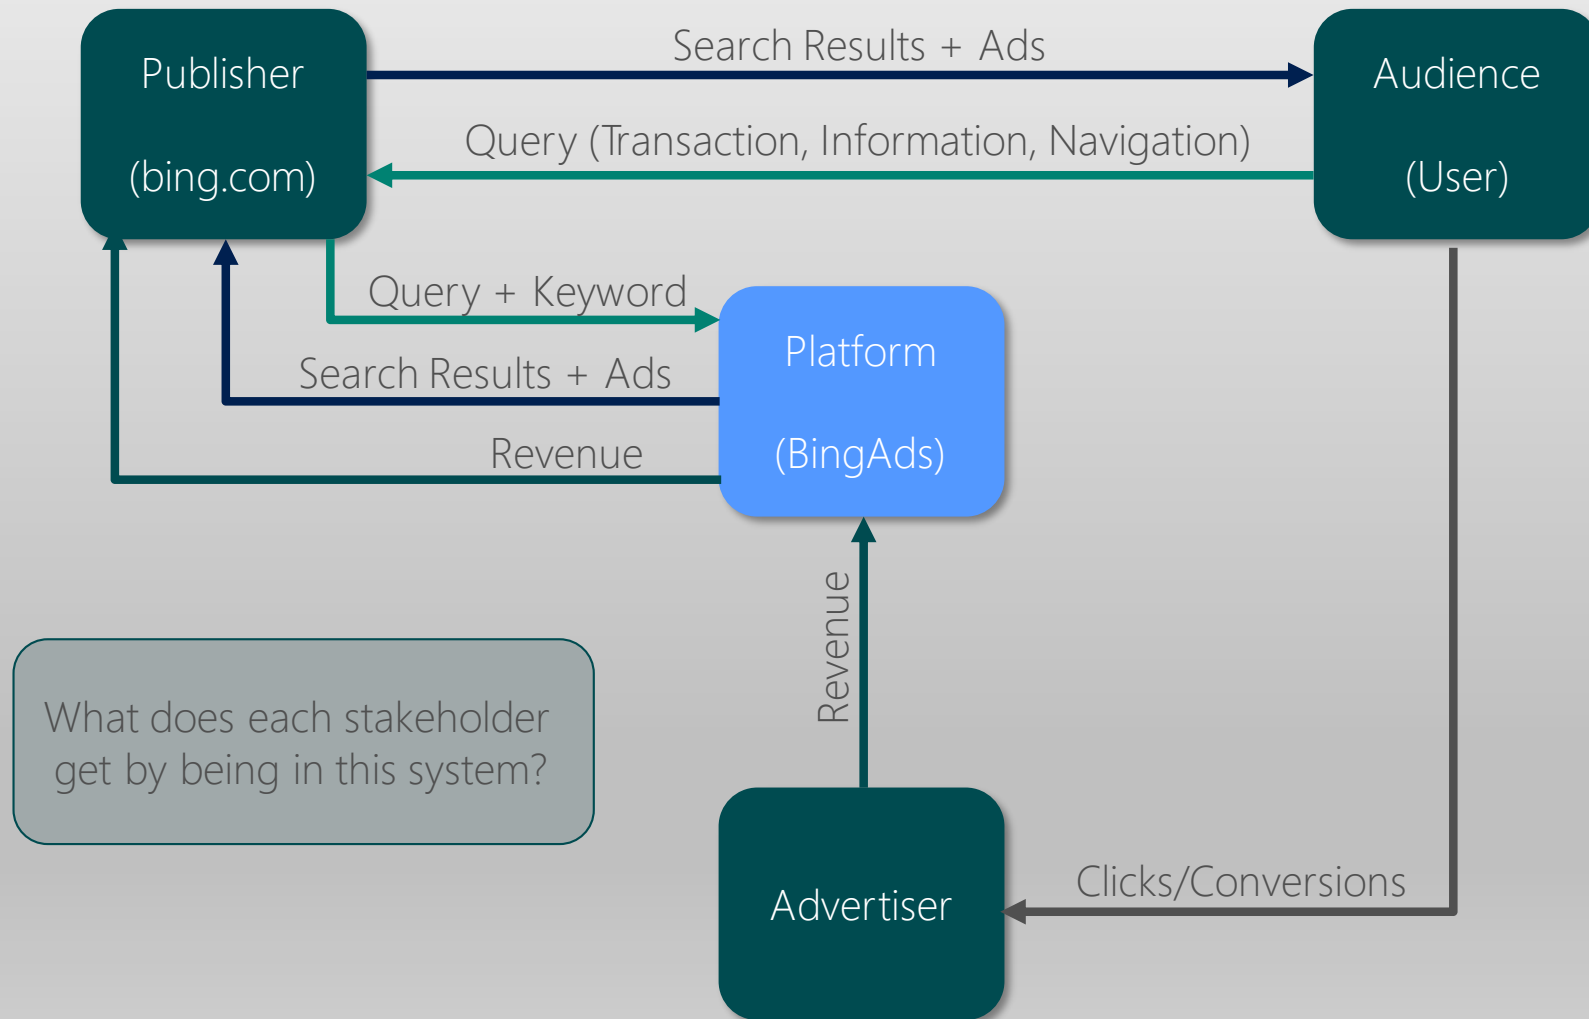 Publisher
(bing.com)
Search Results + Ads
Query (Transaction, Information, Navigation)
Audience
(User)
Query + Keyword
Search Results + Ads
Revenue
Platform
(BingAds)
Revenue
What does each stakeholder
get by being in this system?
Advertiser
Clicks/Conversions